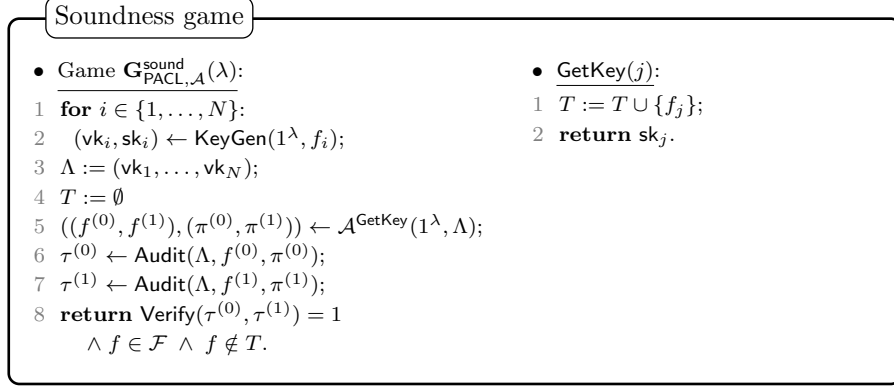 Soundness game
• Game G^{sound}_{PACL,𝒜}(λ):
1 for i ∈ {1, . . . , N}:
2 (vk_i, sk_i) ← KeyGen(1^λ, f_i);
3 Λ := (vk_1, . . . , vk_N);
4 T := ∅
5 ((f^{(0)}, f^{(1)}), (π^{(0)}, π^{(1)})) ← 𝒜^{GetKey}(1^λ, Λ);
6 τ^{(0)} ← Audit(Λ, f^{(0)}, π^{(0)});
7 τ^{(1)} ← Audit(Λ, f^{(1)}, π^{(1)});
8 return Verify(τ^{(0)}, τ^{(1)}) = 1
∧ f ∈ ℱ ∧ f ∉ T.
• GetKey(j):
1 T := T ∪ {f_j};
2 return sk_j.